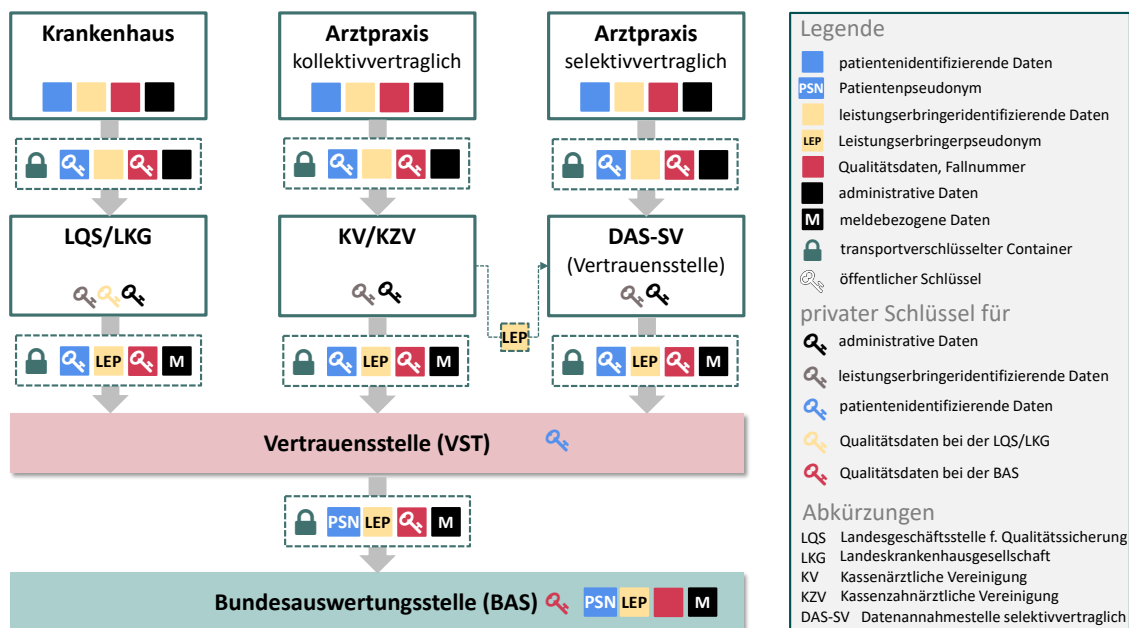 Krankenhaus
Arztpraxis
kollektivvertraglich
Arztpraxis
selektivvertraglich
LQS/LKG
KV/KZV
DAS-SV
(Vertrauensstelle)
LEP
LEP
M
LEP
M
LEP
M
Vertrauensstelle (VST)
PSN
LEP
M
Bundesauswertungsstelle (BAS)
PSN
LEP
M
Legende
patientenidentifizierende Daten
PSN Patientenpseudonym
leistungserbringeridentifizierende Daten
LEP Leistungserbringerpseudonym
Qualitätsdaten, Fallnummer
administrative Daten
M meldebezogene Daten
transportverschlüsselter Container
öffentlicher Schlüssel
privater Schlüssel für
administrative Daten
leistungserbringeridentifizierende Daten
patientenidentifizierende Daten
Qualitätsdaten bei der LQS/LKG
Qualitätsdaten bei der BAS
Abkürzungen
LQS Landesgeschäftsstelle f. Qualitätssicherung
LKG Landeskrankenhausgesellschaft
KV Kassenärztliche Vereinigung
KZV Kassenzahnärztliche Vereinigung
DAS-SV Datenannahmestelle selektivvertraglich